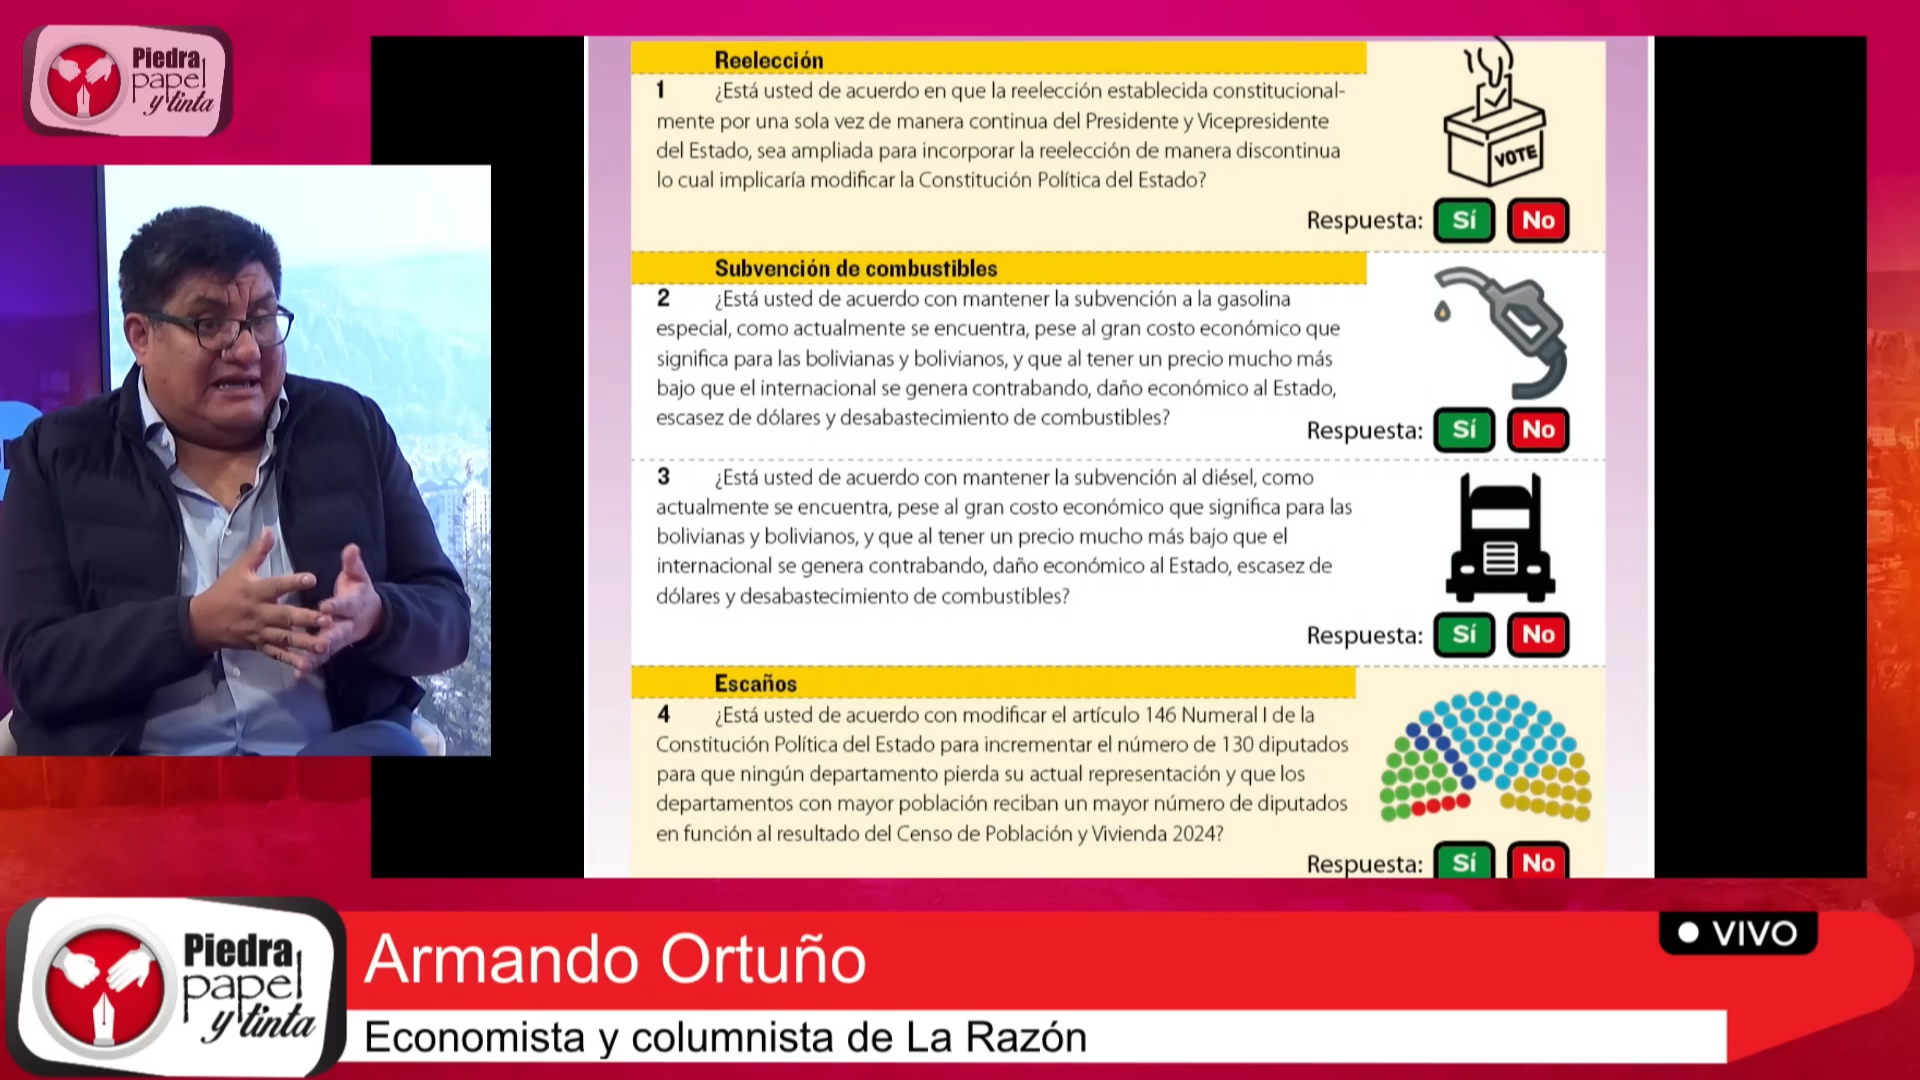 Piedra,
papel
y tinta
Reelección
1 ¿Está usted de acuerdo en que la reelección establecida constitucional-
mente por una sola vez de manera continua del Presidente y Vicepresidente
del Estado, sea ampliada para incorporar la reelección de manera discontinua
lo cual implicaría modificar la Constitución Política del Estado?
VOTE
Respuesta: Sí No
Subvención de combustibles
2 ¿Está usted de acuerdo con mantener la subvención a la gasolina
especial, como actualmente se encuentra, pese al gran costo económico que
significa para las bolivianas y bolivianos, y que al tener un precio mucho más
bajo que el internacional se genera contrabando, daño económico al Estado,
escasez de dólares y desabastecimiento de combustibles?
Respuesta: Sí No
3 ¿Está usted de acuerdo con mantener la subvención al diésel, como
actualmente se encuentra, pese al gran costo económico que significa para las
bolivianas y bolivianos, y que al tener un precio mucho más bajo que el
internacional se genera contrabando, daño económico al Estado, escasez de
dólares y desabastecimiento de combustibles?
Respuesta: Sí No
Escaños
4 ¿Está usted de acuerdo con modificar el artículo 146 Numeral I de la
Constitución Política del Estado para incrementar el número de 130 diputados
para que ningún departamento pierda su actual representación y que los
departamentos con mayor población reciban un mayor número de diputados
en función al resultado del Censo de Población y Vivienda 2024?
Respuesta: Sí No
Piedra,
papel
y tinta
Armando Ortuño
VIVO
Economista y columnista de La Razón